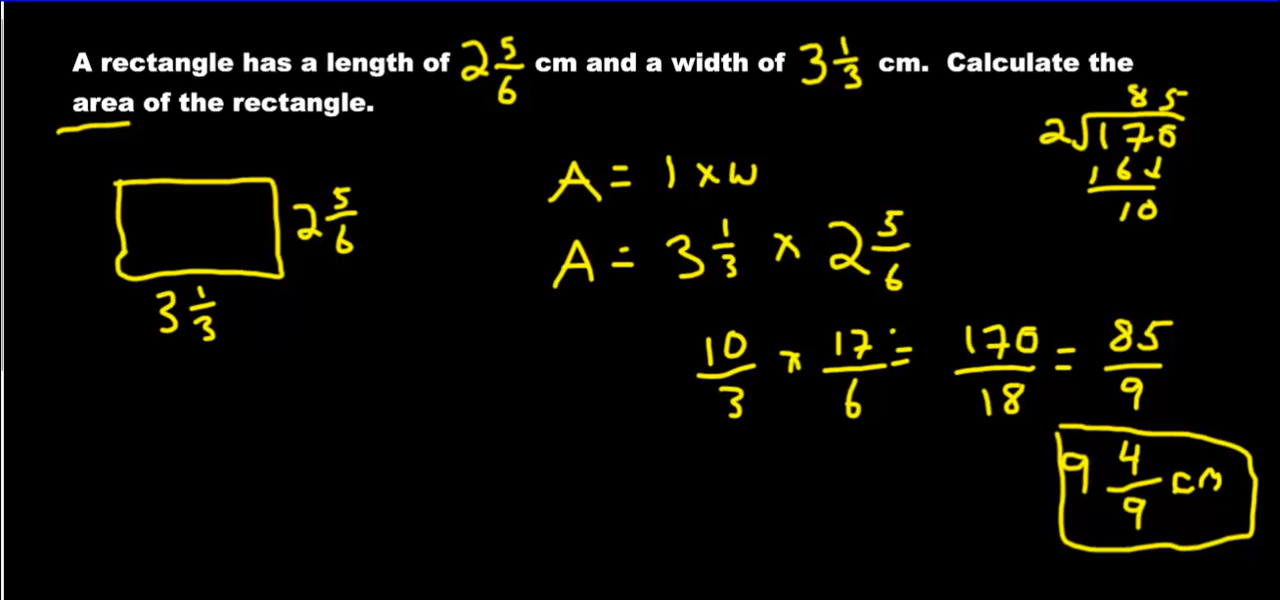 A rectangle has a length of 2 5/6 cm and a width of 3 1/3 cm. Calculate the
area of the rectangle.
85
2√170
16↓
10
A = l × w
2 5/6
A = 3 1/3 × 2 5/6
3 1/3
10/3 × 17/6 = 170/18 = 85/9
9 4/9 cm